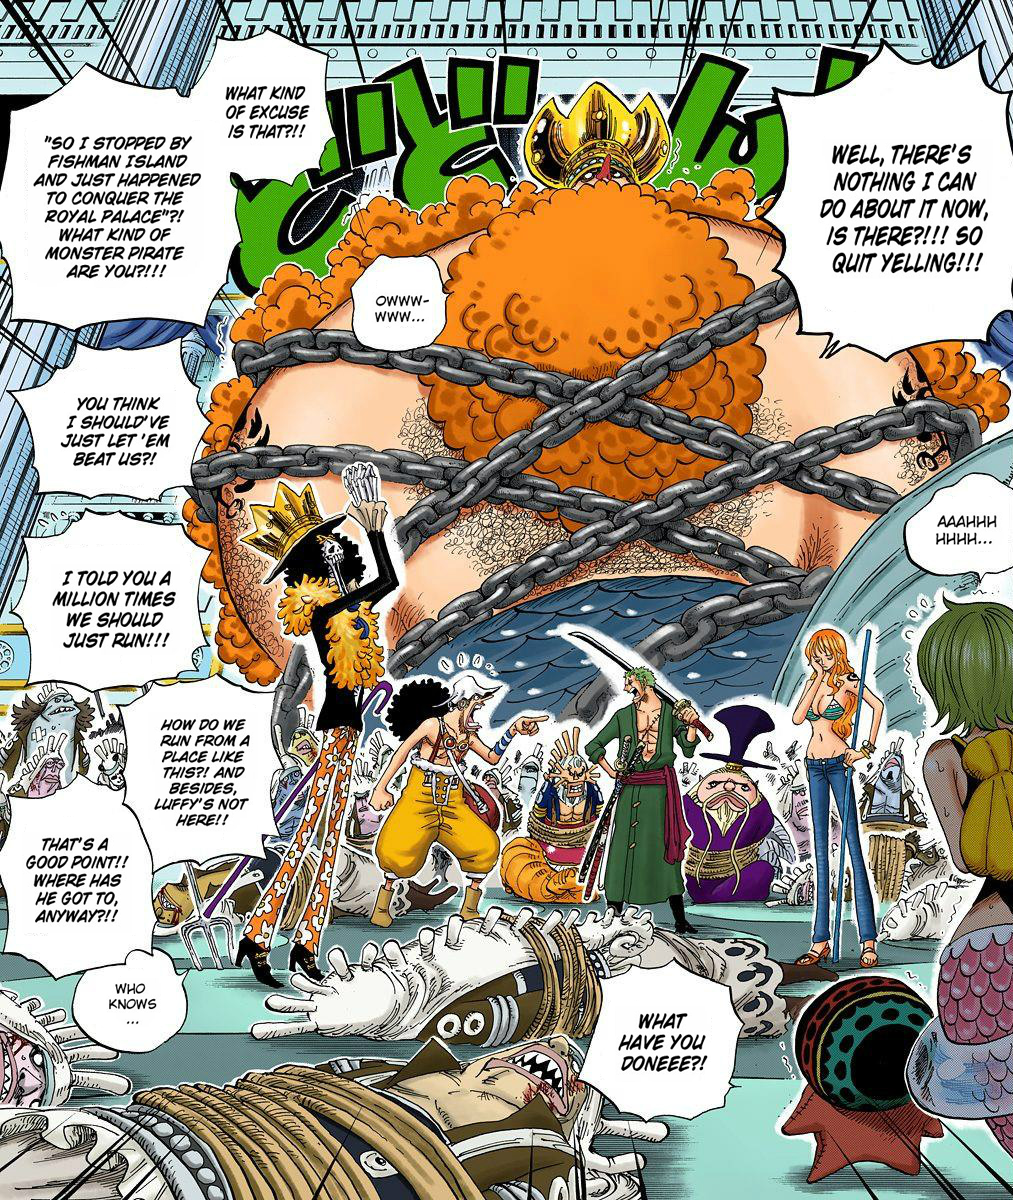 どどん
WELL, THERE'S
NOTHING I CAN
DO ABOUT IT NOW,
IS THERE?!!! SO
QUIT YELLING!!!
WHAT KIND
OF EXCUSE
IS THAT?!!
"SO I STOPPED BY
FISHMAN ISLAND
AND JUST HAPPENED
TO CONQUER THE
ROYAL PALACE"?!
WHAT KIND OF
MONSTER PIRATE
ARE YOU?!!!
OWWW-
WWW...
YOU THINK
I SHOULD'VE
JUST LET 'EM
BEAT US?!
AAAHHH
HHHH...
I TOLD YOU A
MILLION TIMES
WE SHOULD
JUST RUN!!!
HOW DO WE
RUN FROM A
PLACE LIKE
THIS?! AND
BESIDES,
LUFFY'S NOT
HERE!!
THAT'S A
GOOD POINT!!
WHERE HAS
HE GOT TO,
ANYWAY?!!
WHO
KNOWS
...
WHAT
HAVE YOU
DONEEE?!